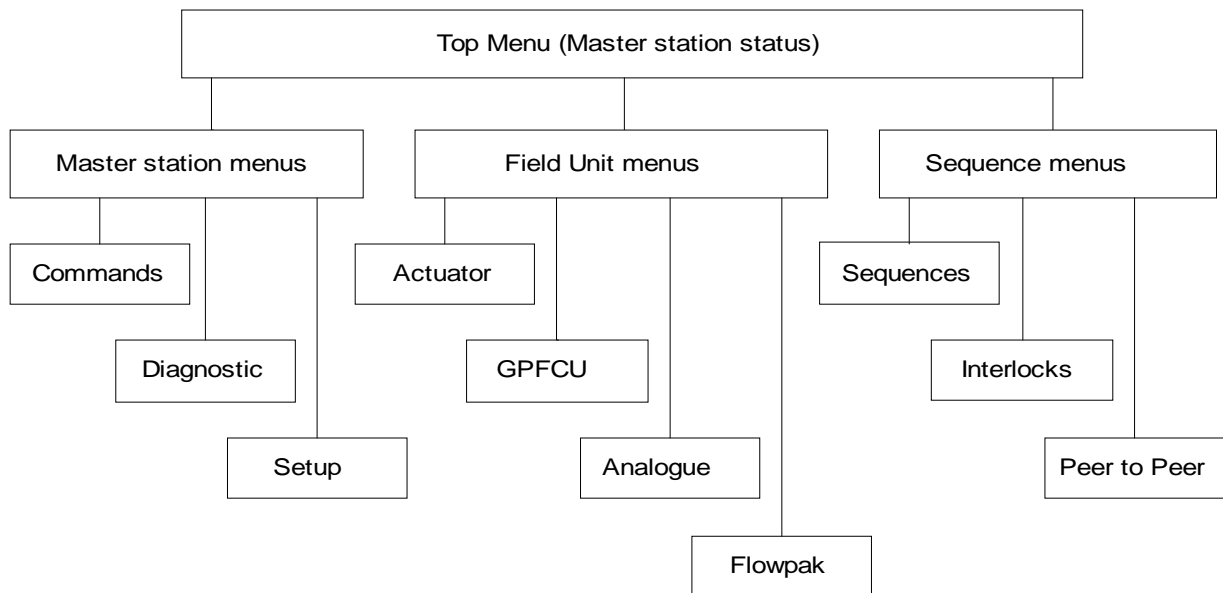 Top Menu (Master station status)
Master station menus
Field Unit menus
Sequence menus
Commands
Actuator
Sequences
Diagnostic
GPFCU
Interlocks
Setup
Analogue
Peer to Peer
Flowpak